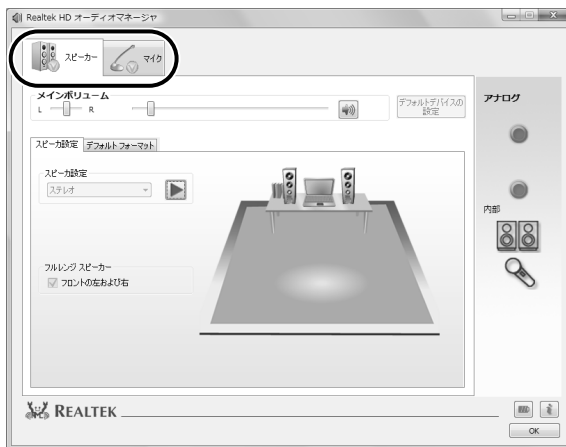 Realtek HD オーディオマネージャ
スピーカー
マイク
メインボリューム
L
R
デフォルトデバイスの
設定
アナログ
スピーカ設定
デフォルトフォーマット
スピーカ設定
ステレオ
内部
フルレンジ スピーカー
フロントの左および右
REALTEK
OK